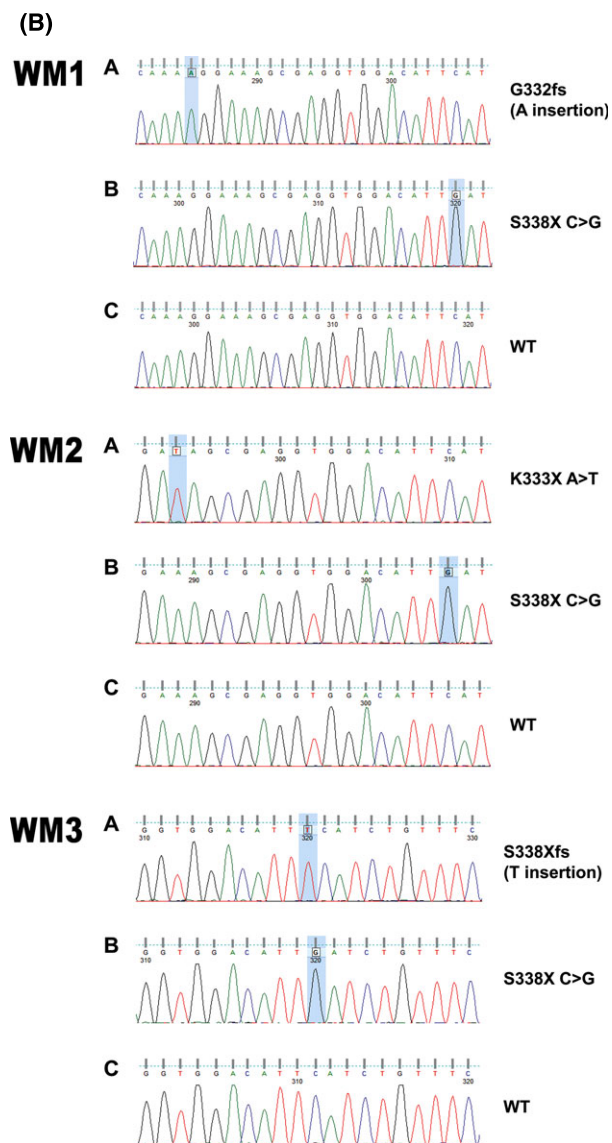 (B)
WM1
A
C A A A A G G A A A G C G A G G T G G A C A T T C A T
290 300
G332fs
(A insertion)
B
C A A A G G A A A G C G A G G T G G A C A T T G A T
300 310 320
S338X C>G
C
C A A A G G A A A G C G A G G T G G A C A T T C A T
300 310 320
WT
WM2
A
G A T A G C G A G G T G G A C A T T C A T
300 310
K333X A>T
B
G A A A G C G A G G T G G A C A T T G A T
290 300
S338X C>G
C
G A A A G C G A G G T G G A C A T T C A T
290 300
WT
WM3
A
G G T G G A C A T T T C A T C T G T T T C
310 320 330
S338Xfs
(T insertion)
B
G G T G G A C A T T G A T C T G T T T C
310 320
S338X C>G
C
G G T G G A C A T T C A T C T G T T T C
310 320
WT